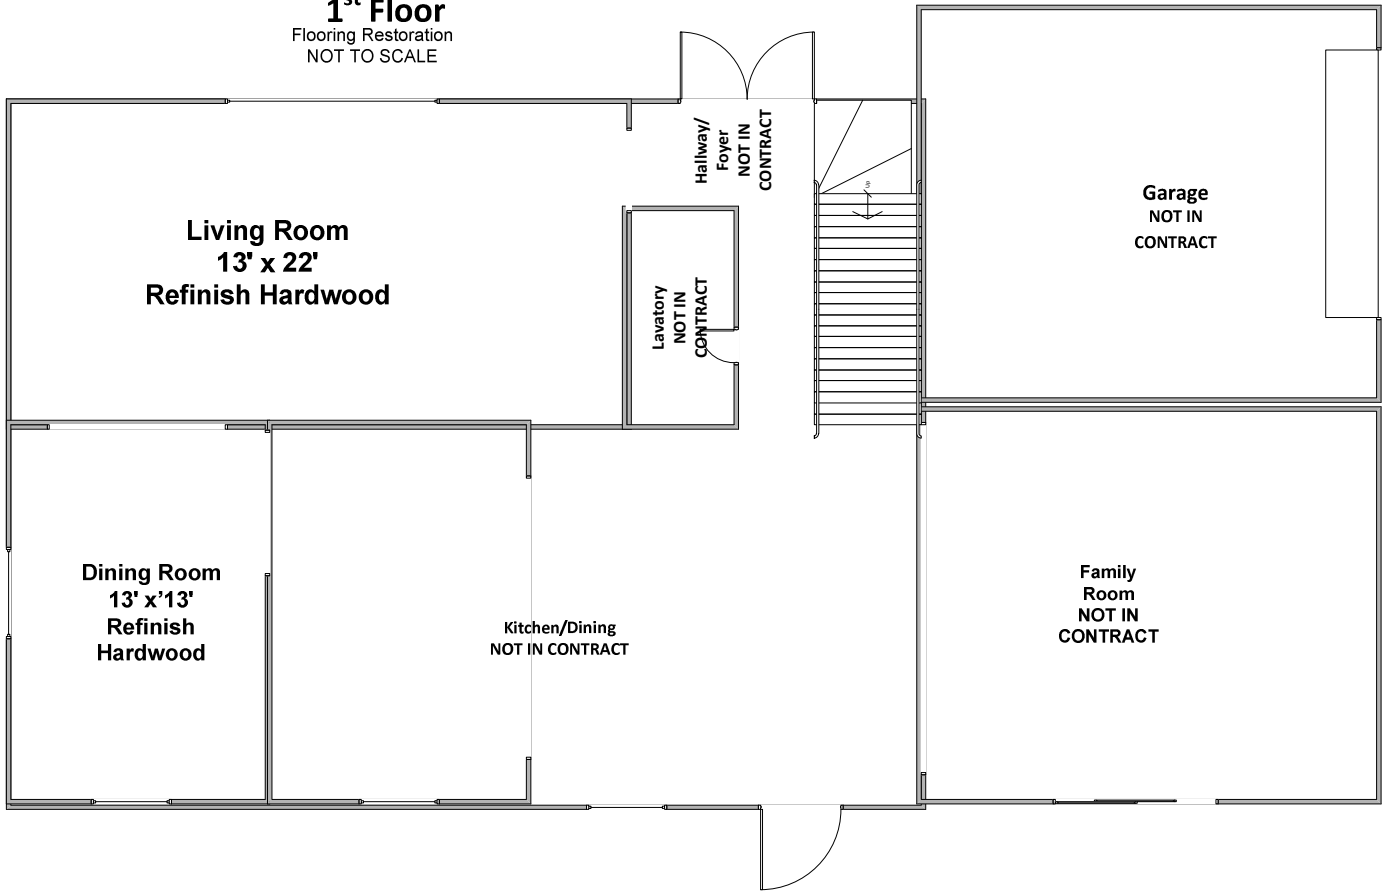 1st Floor
Flooring Restoration
NOT TO SCALE
Hallway/
Foyer
NOT IN
CONTRACT
Up
Garage
NOT IN
CONTRACT
Living Room
13' x 22'
Refinish Hardwood
Lavatory
NOT IN
CONTRACT
Dining Room
13' x’13'
Refinish
Hardwood
Kitchen/Dining
NOT IN CONTRACT
Family
Room
NOT IN
CONTRACT